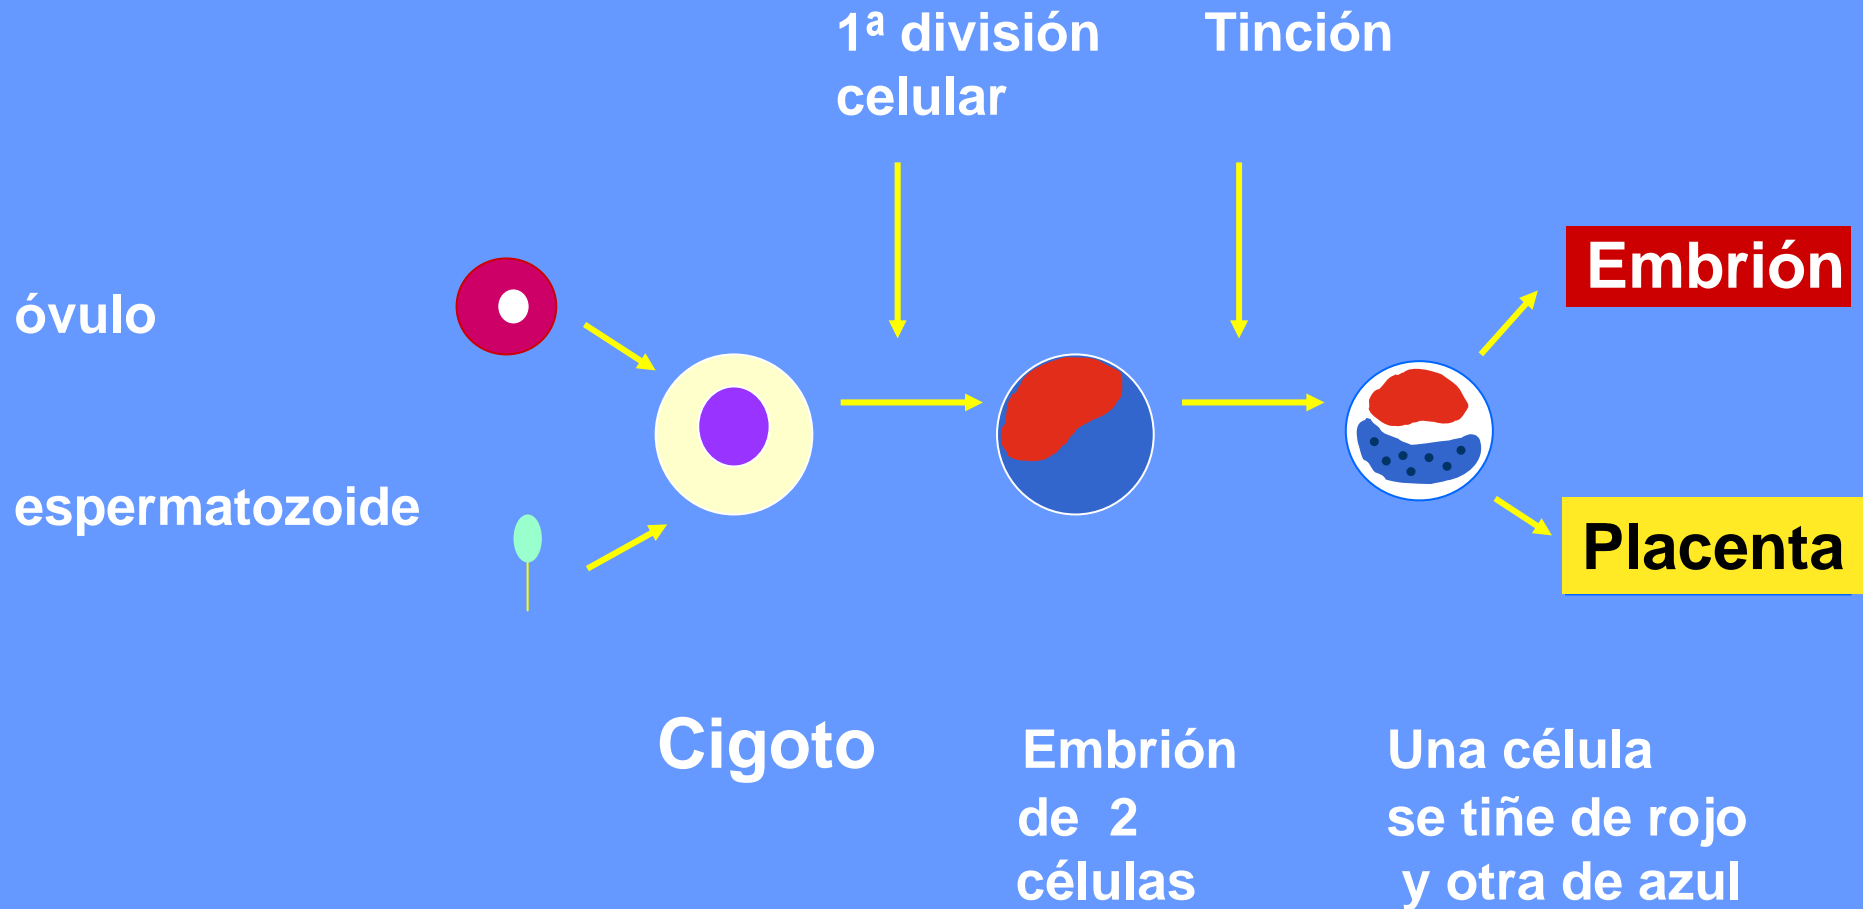 1ª división
celular
Tinción
Embrión
óvulo
espermatozoide
Placenta
Cigoto
Embrión
de 2
células
Una célula
se tiñe de rojo
y otra de azul